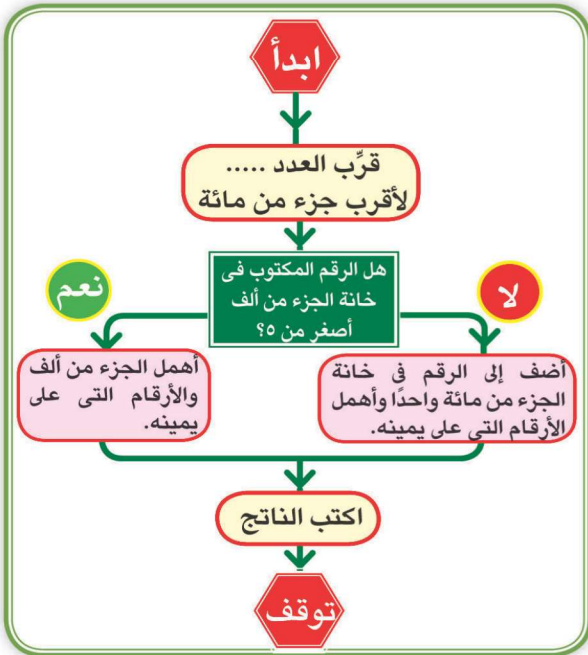 ابدأ
قرِّب العدد .....
لأقرب جزء من مائة
هل الرقم المكتوب فى
خانة الجزء من ألف
أصغر من ٥؟
لا
نعم
أضف إلى الرقم فى خانة
الجزء من مائة واحدًا وأهمل
الأرقام التى على يمينه.
أهمل الجزء من ألف
والأرقام التى على
يمينه.
اكتب الناتج
توقف